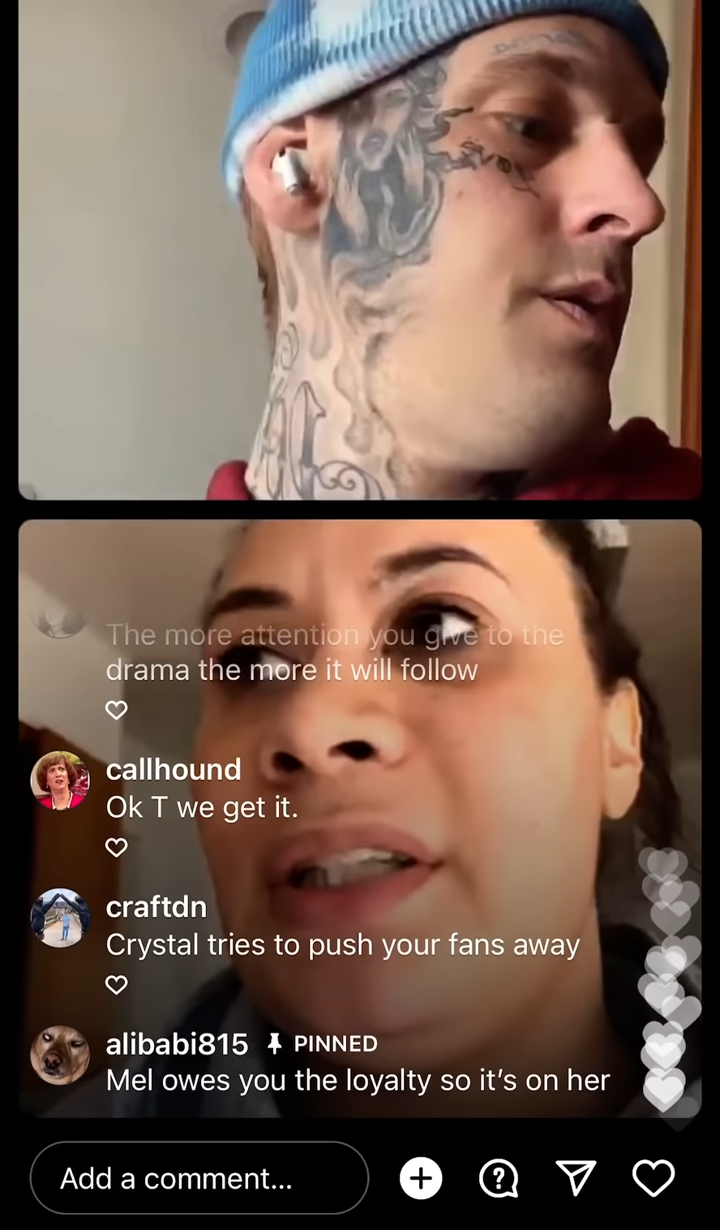 The more attention you give to the
drama the more it will follow
callhound
Ok T we get it.
craftdn
Crystal tries to push your fans away
alibabi815 PINNED
Mel owes you the loyalty so it's on her
Add a comment...